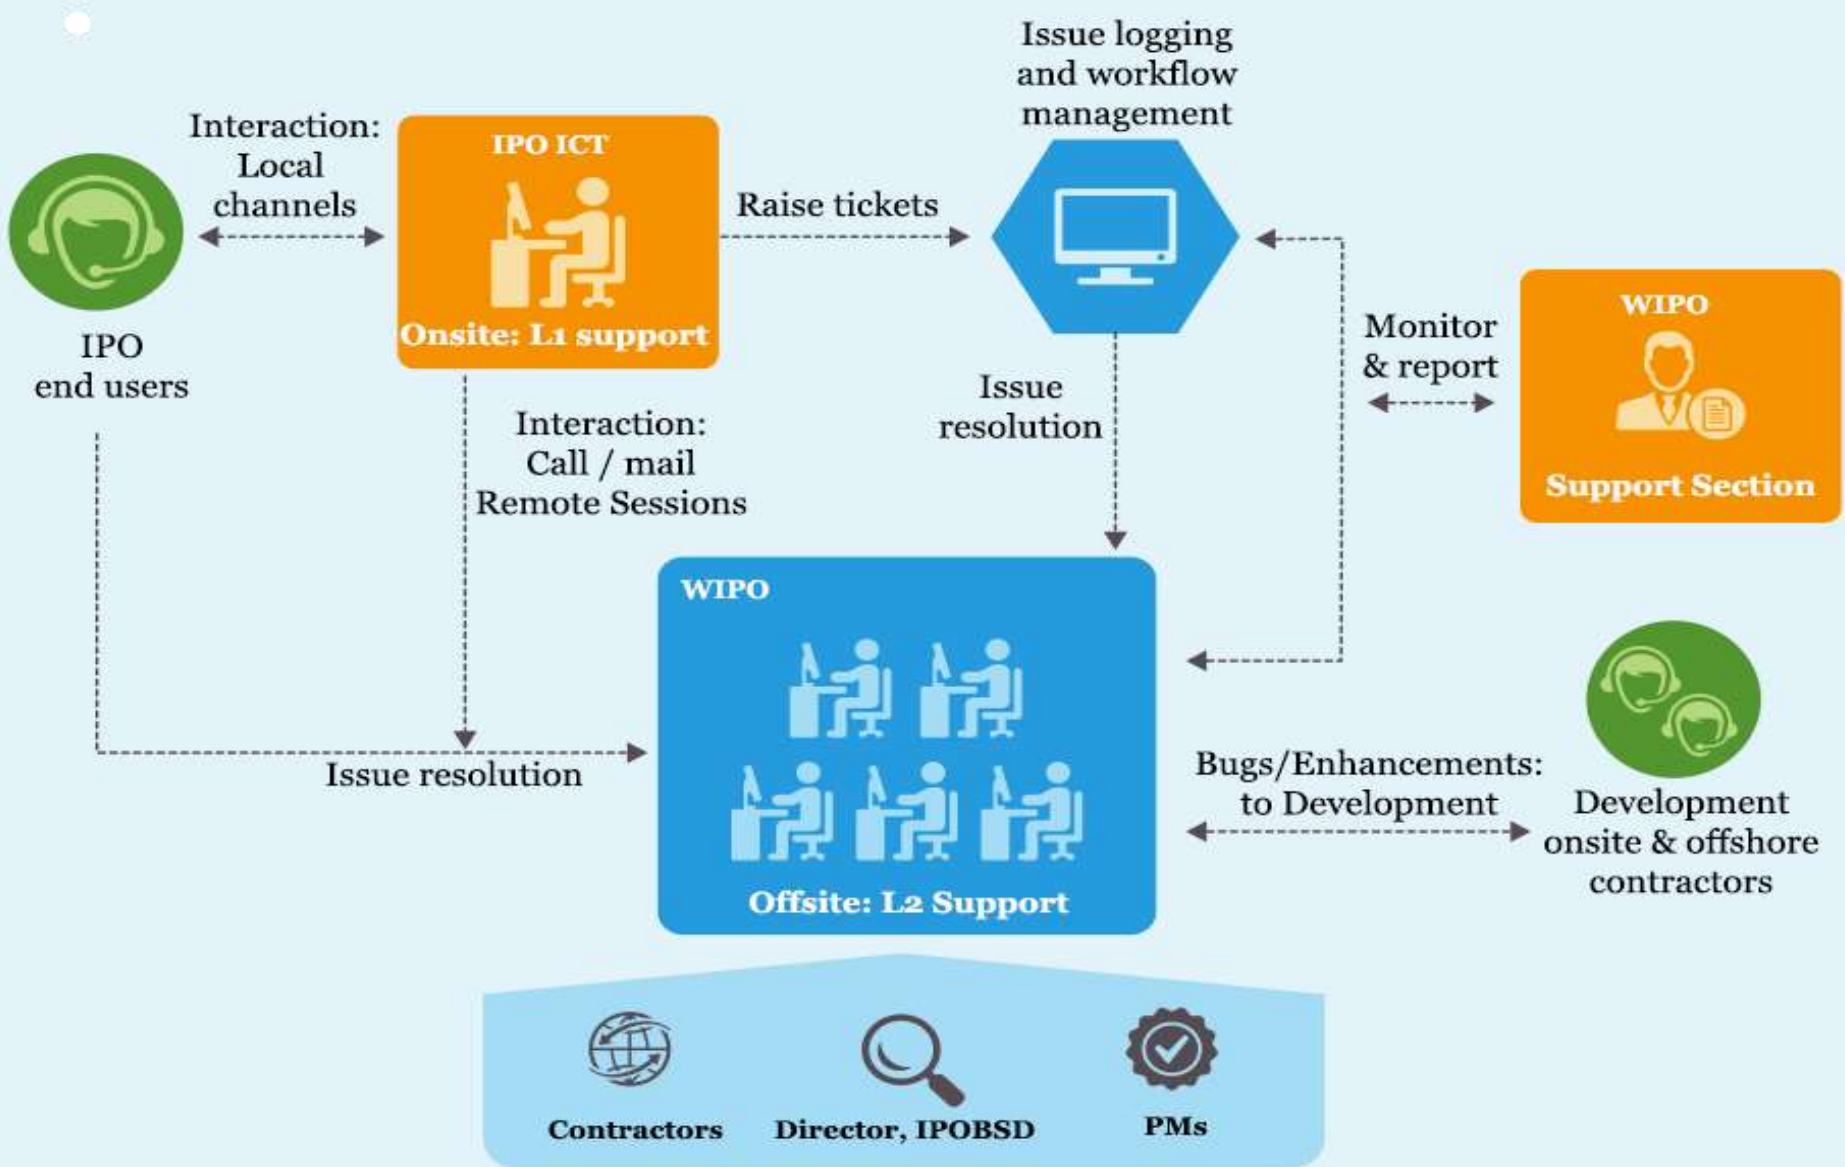 Issue logging
and workflow
management
Interaction:
Local
channels
IPO ICT
Onsite: L1 support
Raise tickets
IPO
end users
WIPO
Support Section
Monitor
& report
Issue
resolution
Interaction:
Call / mail
Remote Sessions
WIPO
Offsite: L2 Support
Issue resolution
Bugs/Enhancements:
to Development
Development
onsite & offshore
contractors
Contractors
Director, IPOBSD
PMs